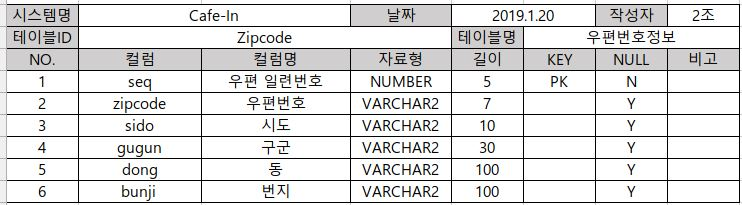 시스템명 Cafe-In 날짜 2019.1.20 작성자 2조
테이블ID Zipcode 테이블명 우편번호정보
NO. 컬럼 컬럼명 자료형 길이 KEY NULL 비고
1 seq 우편 일련번호 NUMBER 5 PK N
2 zipcode 우편번호 VARCHAR2 7 Y
3 sido 시도 VARCHAR2 10 Y
4 gugun 구군 VARCHAR2 30 Y
5 dong 동 VARCHAR2 100 Y
6 bunji 번지 VARCHAR2 100 Y